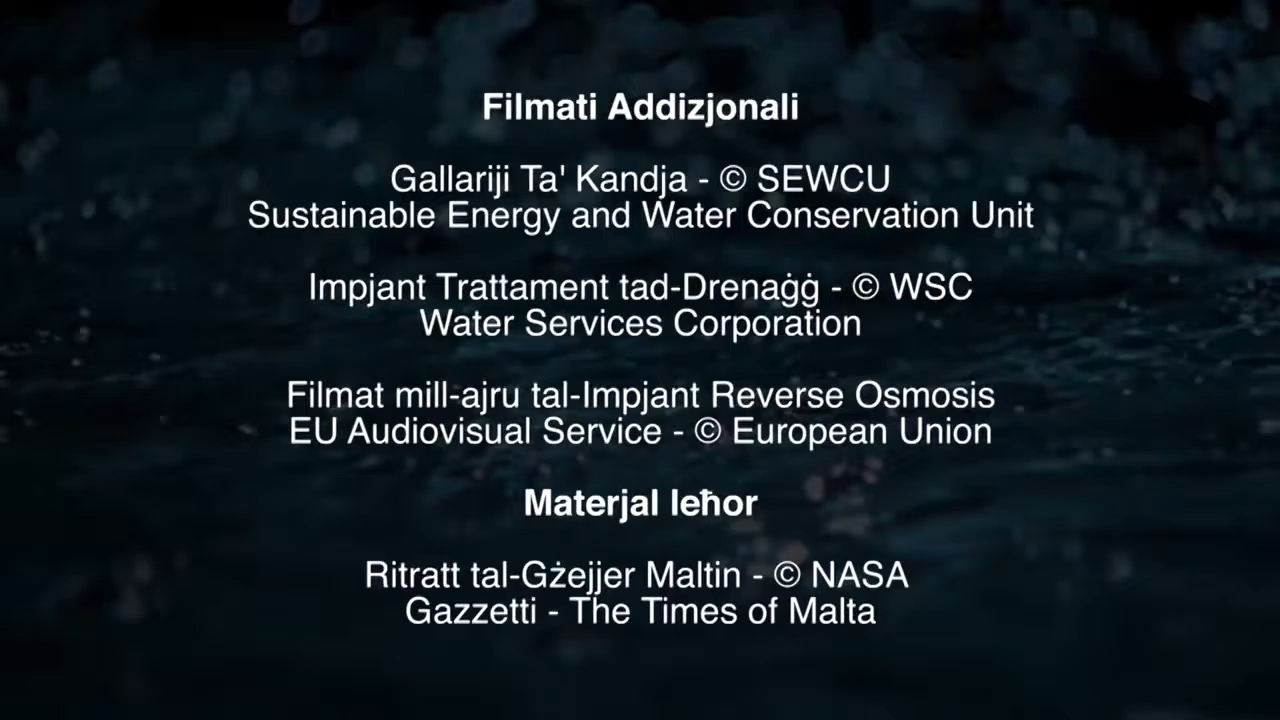 Filmati Addizjonali
Gallariji Ta' Kandja - © SEWCU
Sustainable Energy and Water Conservation Unit
Impjant Trattament tad-Drenaġġ - © WSC
Water Services Corporation
Filmat mill-ajru tal-Impjant Reverse Osmosis
EU Audiovisual Service - © European Union
Materjal Ieħor
Ritratt tal-Gżejjer Maltin - © NASA
Gazzetti - The Times of Malta